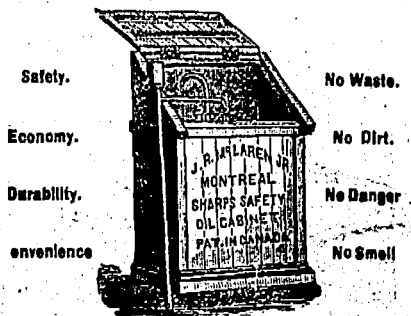 Safety.
Economy.
Durability.
onvenience
J. R. McLAREN, JR
MONTREAL
SHARPS SAFETY
OIL CABINET
PAT. IN CANADA
No Waste.
No Dirt.
No Danger
No Smell